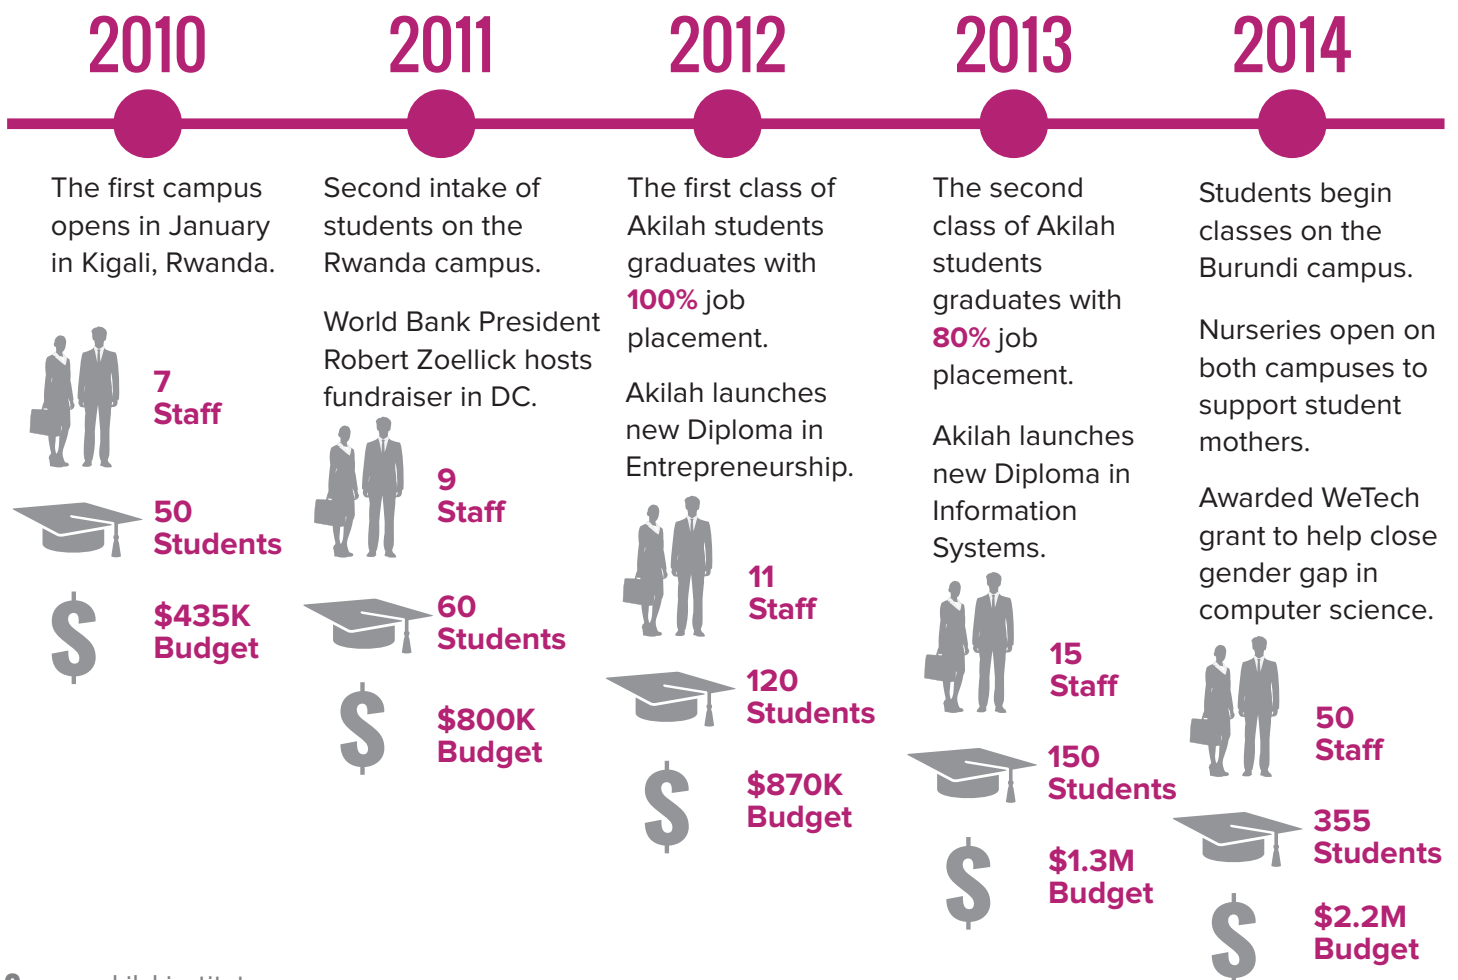 2010
The first campus
opens in January
in Kigali, Rwanda.
7
Staff
50
Students
$435K
Budget
2011
Second intake of
students on the
Rwanda campus.
World Bank President
Robert Zoellick hosts
fundraiser in DC.
9
Staff
60
Students
$800K
Budget
2012
The first class of
Akilah students
graduates with
100% job
placement.
Akilah launches
new Diploma in
Entrepreneurship.
11
Staff
120
Students
$870K
Budget
2013
The second
class of Akilah
students
graduates with
80% job
placement.
Akilah launches
new Diploma in
Information
Systems.
15
Staff
150
Students
$1.3M
Budget
2014
Students begin
classes on the
Burundi campus.
Nurseries open on
both campuses to
support student
mothers.
Awarded WeTech
grant to help close
gender gap in
computer science.
50
Staff
355
Students
$2.2M
Budget